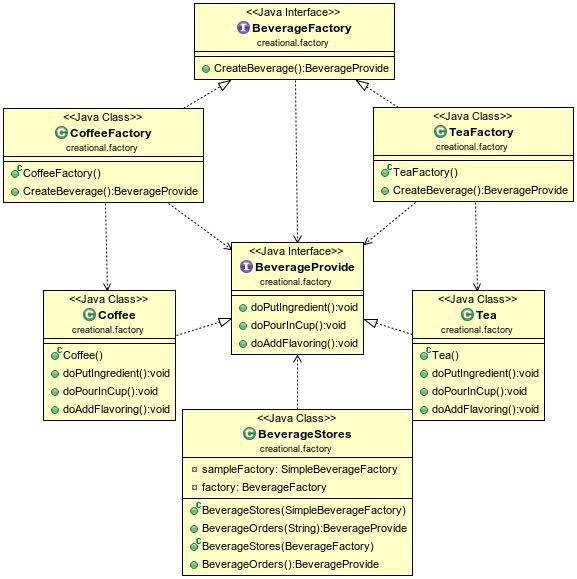 <<Java Interface>>
BeverageFactory
creational.factory
CreateBeverage():BeverageProvide
<<Java Class>>
CoffeeFactory
creational.factory
CoffeeFactory()
CreateBeverage():BeverageProvide
<<Java Class>>
TeaFactory
creational.factory
TeaFactory()
CreateBeverage():BeverageProvide
<<Java Interface>>
BeverageProvide
creational.factory
doPutIngredient():void
doPourInCup():void
doAddFlavoring():void
<<Java Class>>
Coffee
creational.factory
Coffee()
doPutIngredient():void
doPourInCup():void
doAddFlavoring():void
<<Java Class>>
Tea
creational.factory
Tea()
doPutIngredient():void
doPourInCup():void
doAddFlavoring():void
<<Java Class>>
BeverageStores
creational.factory
sampleFactory: SimpleBeverageFactory
factory: BeverageFactory
BeverageStores(SimpleBeverageFactory)
BeverageOrders(String):BeverageProvide
BeverageStores(BeverageFactory)
BeverageOrders():BeverageProvide